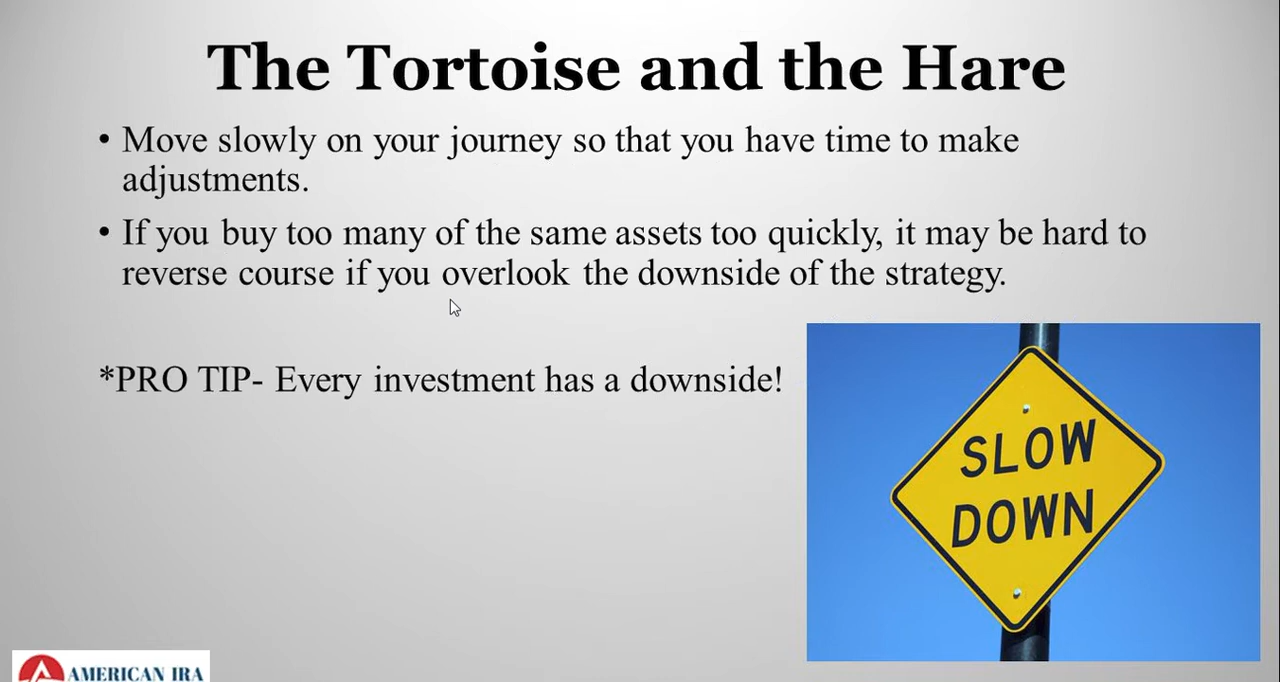 The Tortoise and the Hare
• Move slowly on your journey so that you have time to make
adjustments.
• If you buy too many of the same assets too quickly, it may be hard to
reverse course if you overlook the downside of the strategy.
*PRO TIP- Every investment has a downside!
SLOW
DOWN
AMERICAN IRA